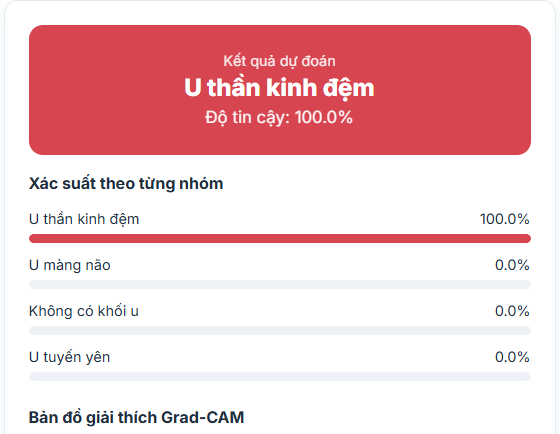 Kết quả dự đoán
U thần kinh đệm
Độ tin cậy: 100.0%
Xác suất theo từng nhóm
U thần kinh đệm 100.0%
U màng não 0.0%
Không có khối u 0.0%
U tuyến yên 0.0%
Bản đồ giải thích Grad-CAM